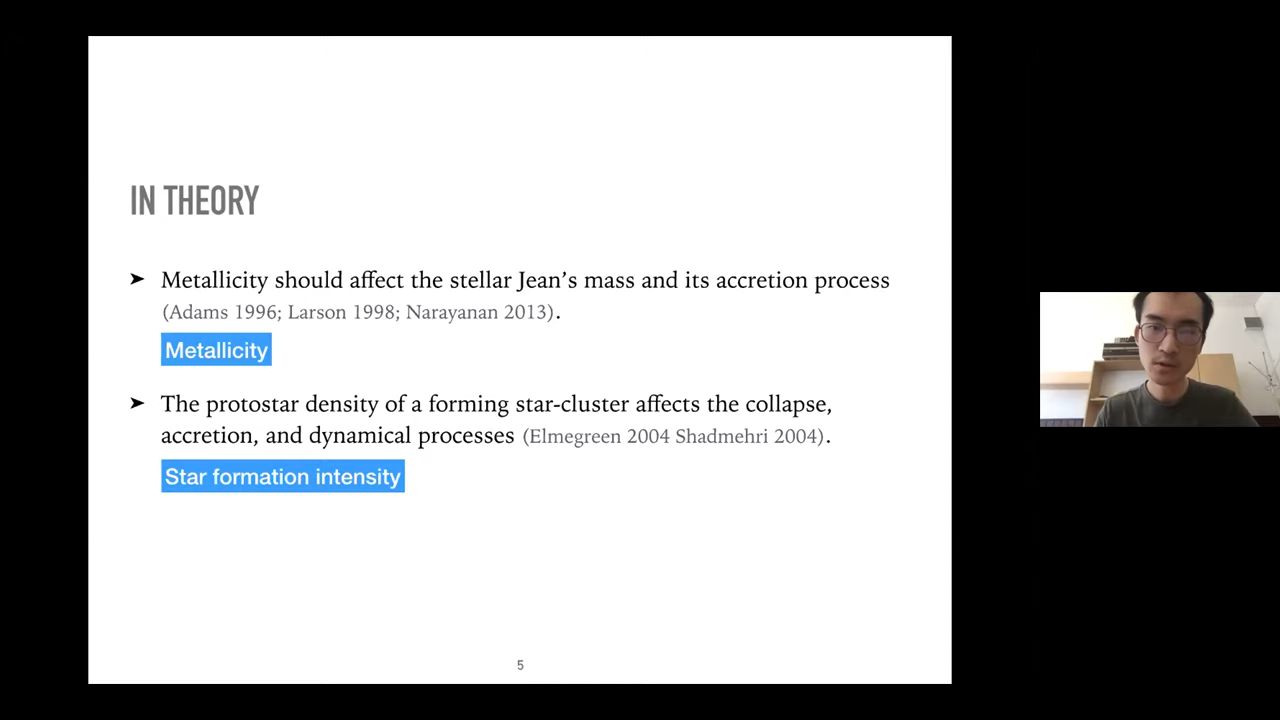 IN THEORY
➤ Metallicity should affect the stellar Jean’s mass and its accretion process
(Adams 1996; Larson 1998; Narayanan 2013).
Metallicity
➤ The protostar density of a forming star-cluster affects the collapse,
accretion, and dynamical processes (Elmegreen 2004 Shadmehri 2004).
Star formation intensity
5